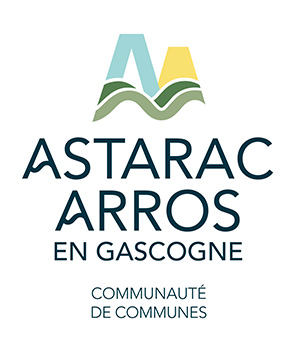 ASTARAC
ARROS
EN GASCOGNE
COMMUNAUTÉ
DE COMMUNES